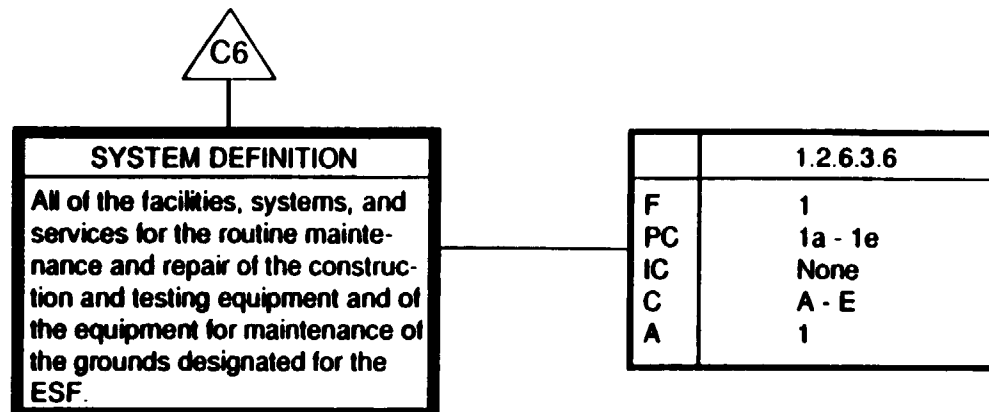 C6
SYSTEM DEFINITION
All of the facilities, systems, and
services for the routine mainte-
nance and repair of the construc-
tion and testing equipment and of
the equipment for maintenance of
the grounds designated for the
ESF.
1.2.6.3.6
F 1
PC 1a - 1e
IC None
C A - E
A 1